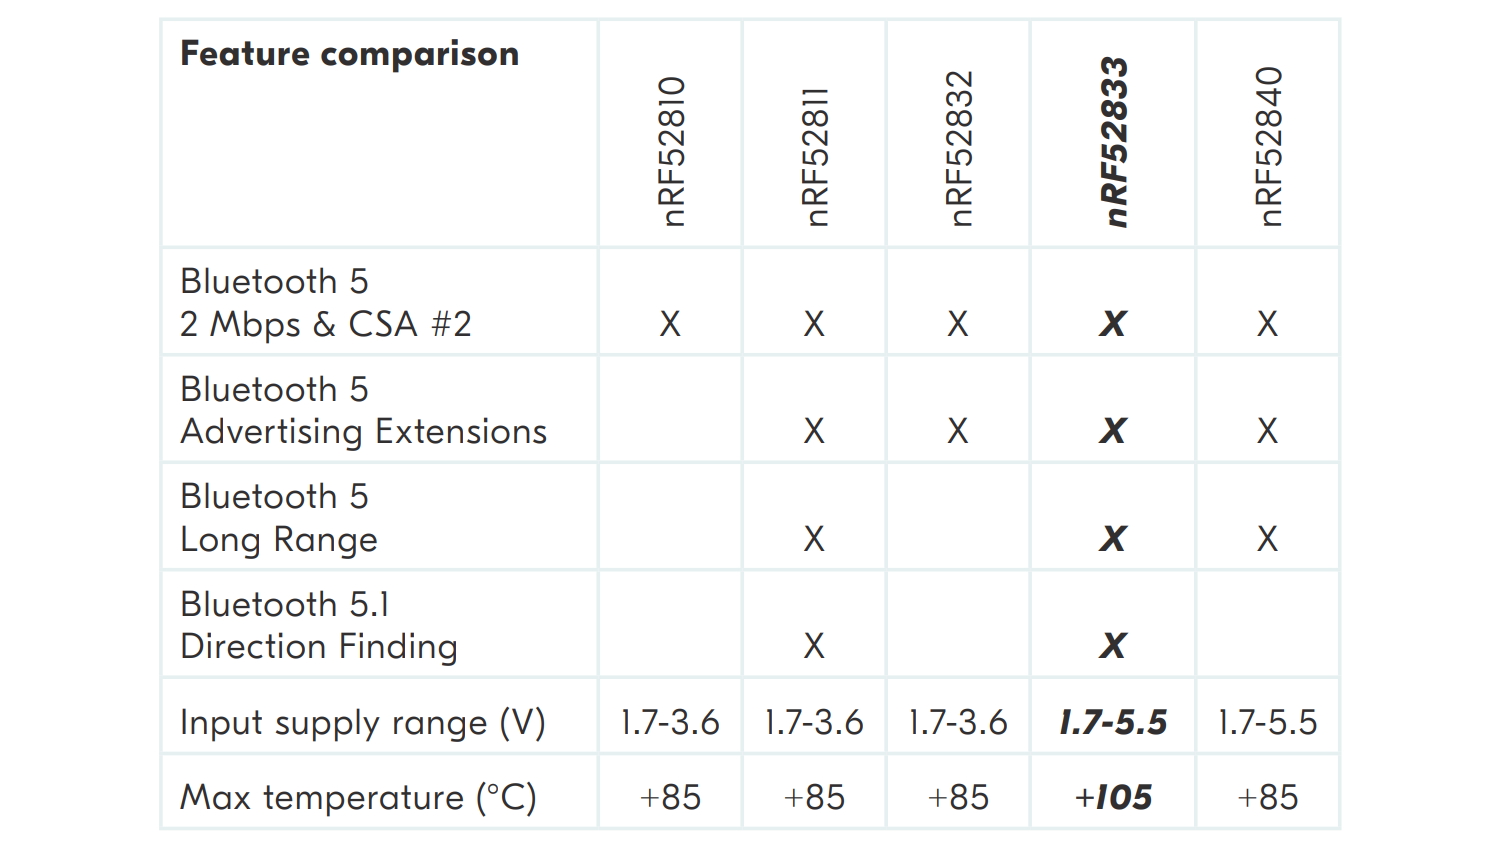 Feature comparison
nRF52810
nRF52811
nRF52832
nRF52833
nRF52840
Bluetooth 5
2 Mbps & CSA #2 X X X X X
Bluetooth 5
Advertising Extensions X X X X
Bluetooth 5
Long Range X X X
Bluetooth 5.1
Direction Finding X X
Input supply range (V) 1.7-3.6 1.7-3.6 1.7-3.6 1.7-5.5 1.7-5.5
Max temperature (°C) +85 +85 +85 +105 +85